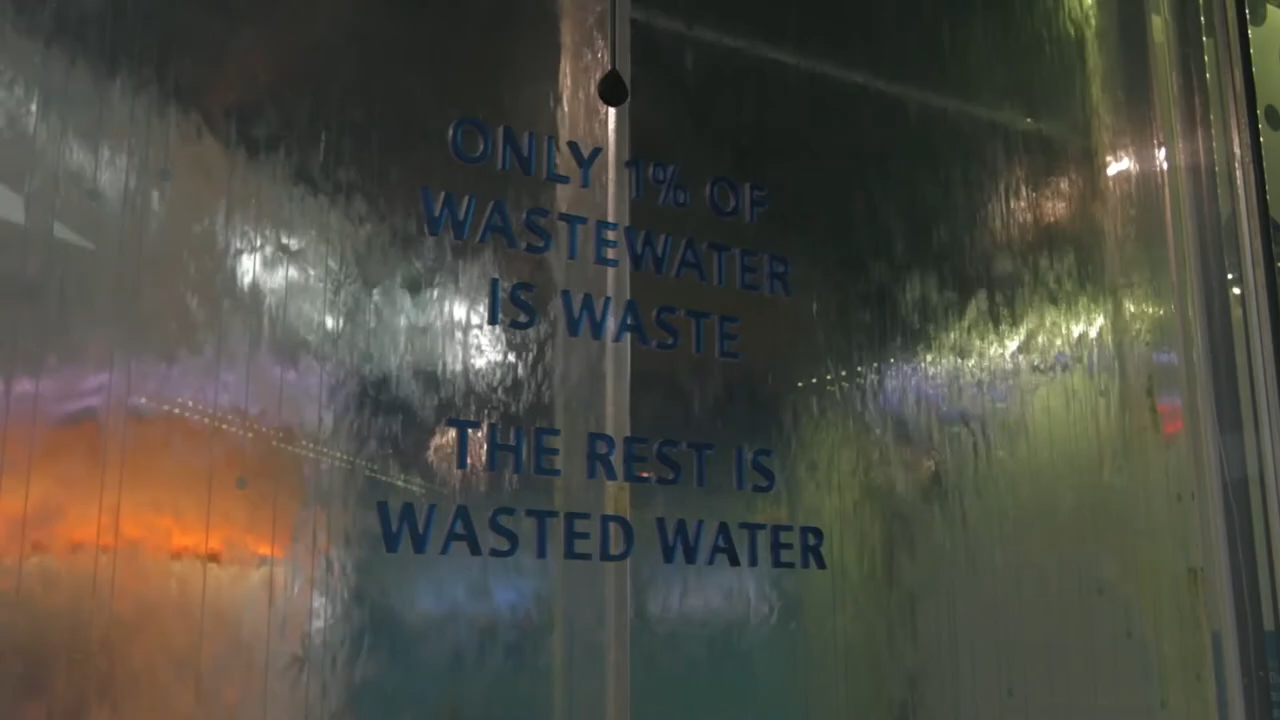 ONLY 1% OF
WASTEWATER
IS WASTE
THE REST IS
WASTED WATER